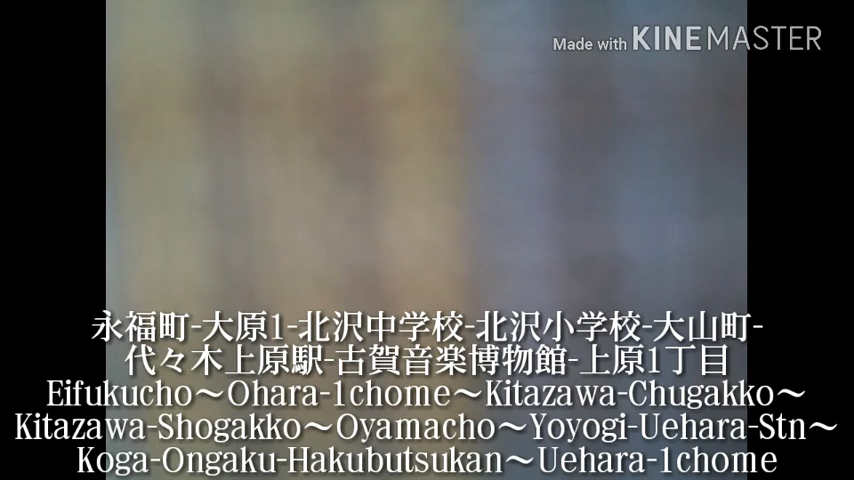 Made with KINEMASTER
永福町-大原1-北沢中学校-北沢小学校-大山町-
代々木上原駅-古賀音楽博物館-上原1丁目
Eifukucho～Ohara-1chome～Kitazawa-Chugakko～
Kitazawa-Shogakko～Oyamacho～Yoyogi-Uehara-Stn～
Koga-Ongaku-Hakubutsukan～Uehara-1chome